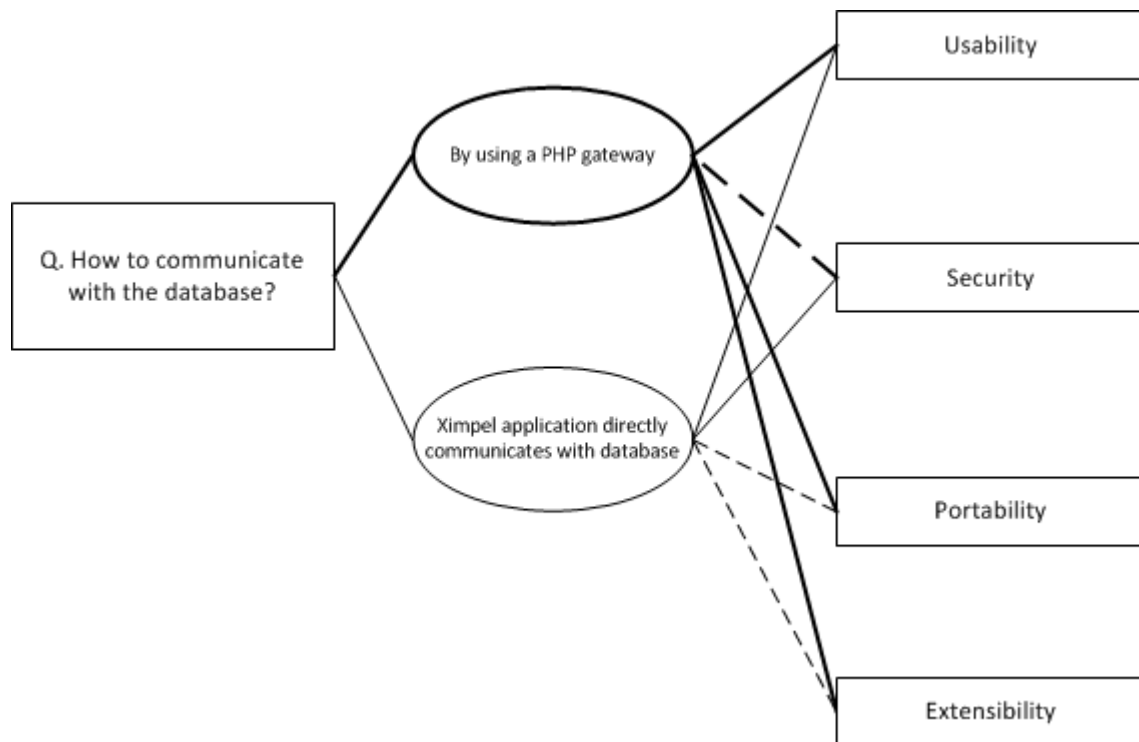 Usability
By using a PHP gateway
Q. How to communicate
with the database?
Security
Ximpel application directly
communicates with database
Portability
Extensibility